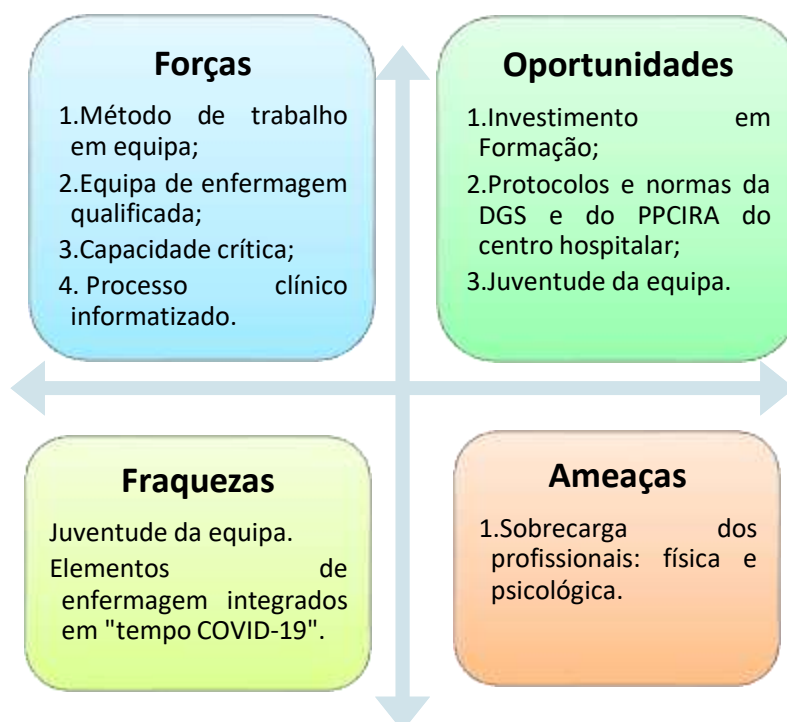 Forças
1.Método de trabalho
em equipa;
2.Equipa de enfermagem
qualificada;
3.Capacidade crítica;
4. Processo clínico
informatizado.
Oportunidades
1.Investimento em
Formação;
2.Protocolos e normas da
DGS e do PPCIRA do
centro hospitalar;
3.Juventude da equipa.
Fraquezas
Juventude da equipa.
Elementos de
enfermagem integrados
em "tempo COVID-19".
Ameaças
1.Sobrecarga dos
profissionais: física e
psicológica.